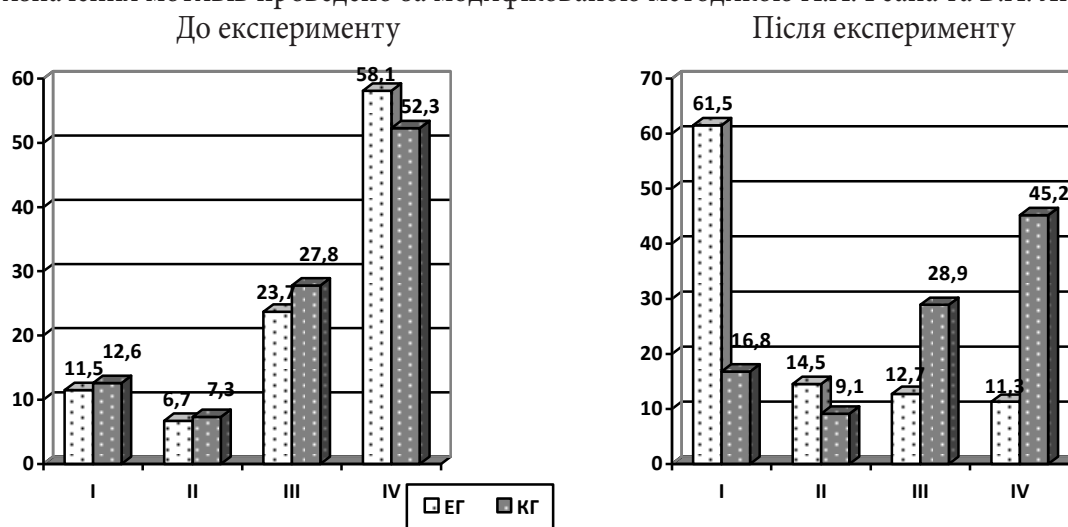 До експерименту
Після експерименту
60
50
40
30
20
10
0
11,5
12,6
6,7
7,3
23,7
27,8
58,1
52,3
I
II
III
IV
ЕГ
КГ
70
60
50
40
30
20
10
0
61,5
16,8
14,5
9,1
12,7
28,9
11,3
45,2
I
II
III
IV